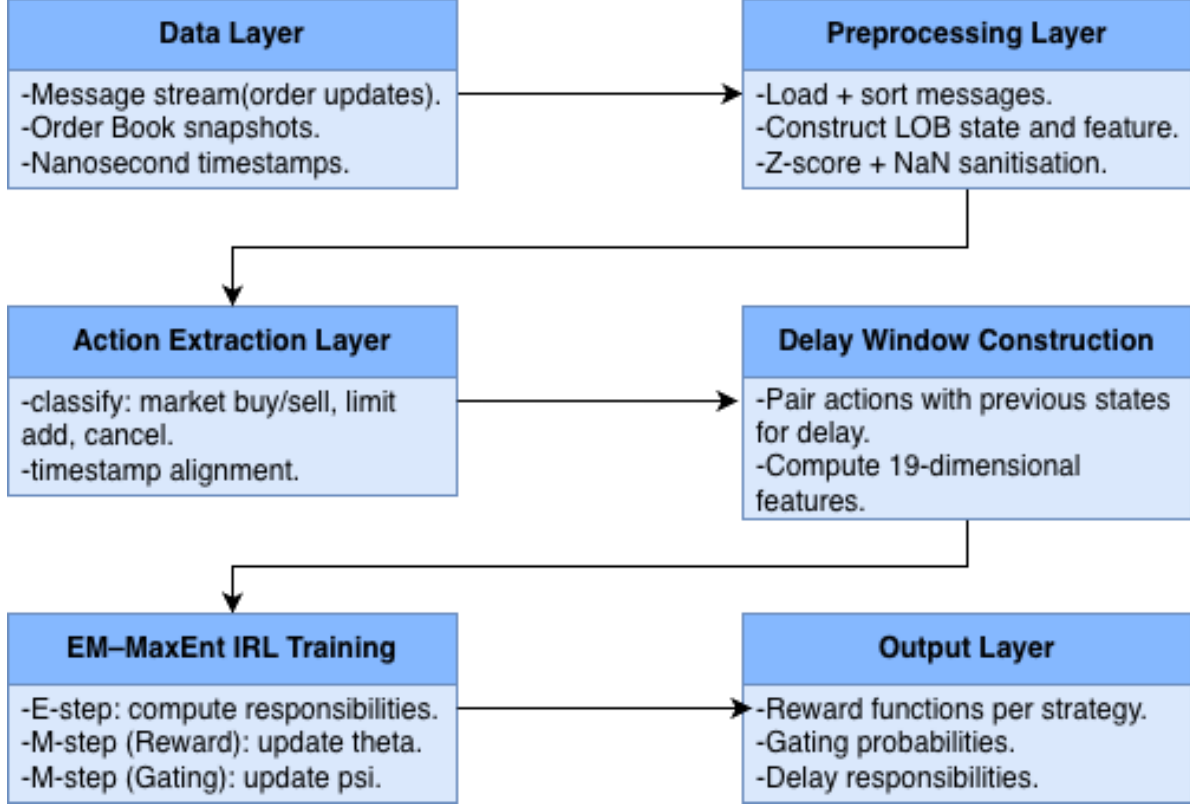 Data Layer
-Message stream(order updates).
-Order Book snapshots.
-Nanosecond timestamps.
Preprocessing Layer
-Load + sort messages.
-Construct LOB state and feature.
-Z-score + NaN sanitisation.
Action Extraction Layer
-classify: market buy/sell, limit
add, cancel.
-timestamp alignment.
Delay Window Construction
-Pair actions with previous states
for delay.
-Compute 19-dimensional
features.
EM–MaxEnt IRL Training
-E-step: compute responsibilities.
-M-step (Reward): update theta.
-M-step (Gating): update psi.
Output Layer
-Reward functions per strategy.
-Gating probabilities.
-Delay responsibilities.